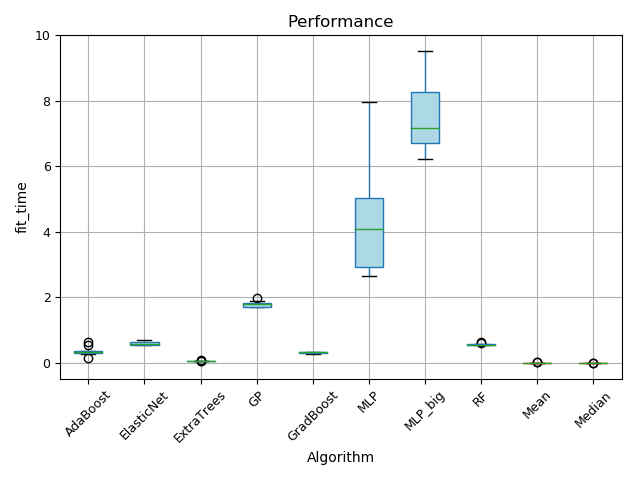 Performance
10
8
6
4
2
0
fit_time
AdaBoost
ElasticNet
ExtraTrees
GP
GradBoost
MLP
MLP_big
RF
Mean
Median
Algorithm